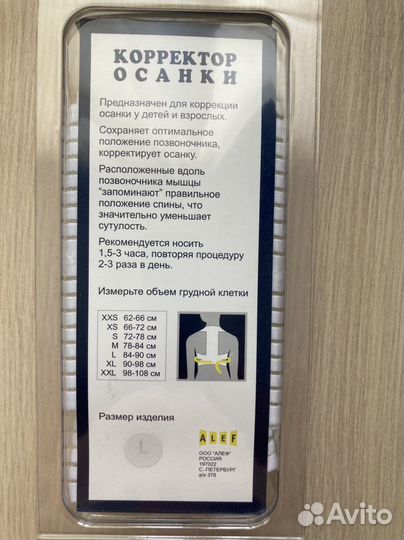 КОРРЕКТОР
ОСАНКИ
Предназначен для коррекции
осанки у детей и взрослых.
Сохраняет оптимальное
положение позвоночника,
корректирует осанку.
Расположенные вдоль
позвоночника мышцы
"запоминают" правильное
положение спины, что
значительно уменьшает
сутулость.
Рекомендуется носить
1,5-3 часа, повторяя процедуру
2-3 раза в день.
Измерьте объем грудной клетки
XXS 62-66 см
XS 66-72 см
S 72-78 см
M 78-84 см
L 84-90 см
XL 90-98 см
XXL 98-108 см
Размер изделия
L
ALEF
ООО "АЛЕФ"
РОССИЯ
197022
С.-ПЕТЕРБУРГ
а/я 378
Avito